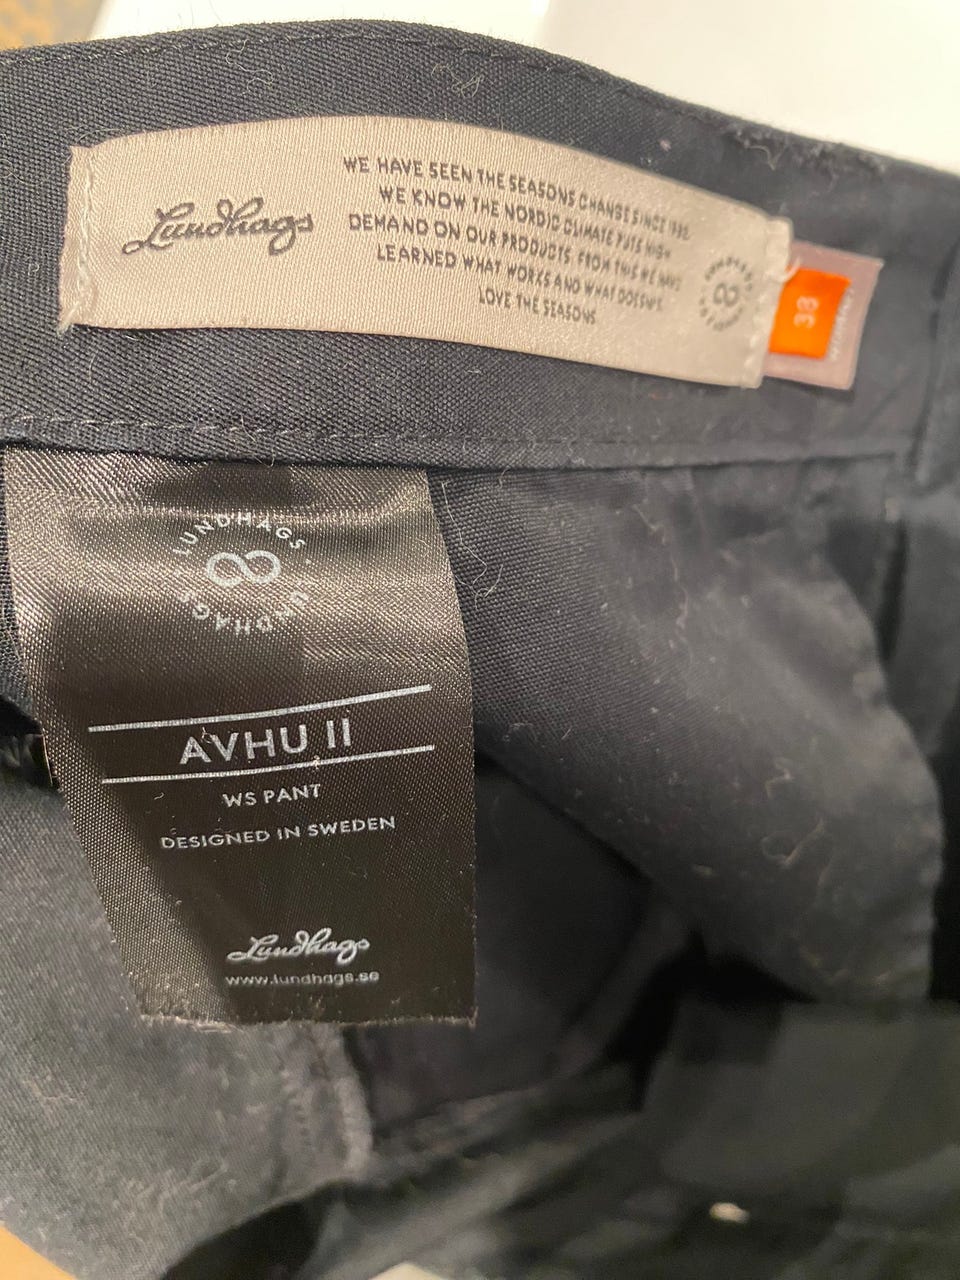 Lundhags
WE HAVE SEEN THE SEASONS CHANGE SINCE 1932.
WE KNOW THE NORDIC CLIMATE PUTS HIGH
DEMAND ON OUR PRODUCTS. FROM THIS WE HAVE
LEARNED WHAT WORKS AND WHAT DOESN'T.
LOVE THE SEASONS
38
LUNDHAGS
LUNDHAGS
AVHU II
WS PANT
DESIGNED IN SWEDEN
Lundhags
www.lundhags.se